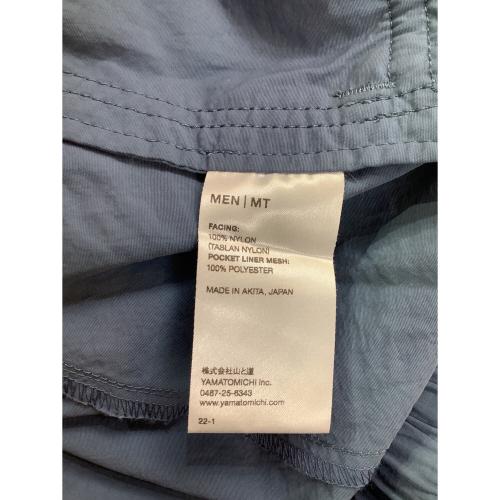 MEN | MT
FACING:
100% NYLON
(TASLAN NYLON)
POCKET LINER MESH:
100% POLYESTER
MADE IN AKITA, JAPAN
株式会社山と道
YAMATOMICHI Inc.
0467-25-6343
www.yamatomichi.com/
22-1